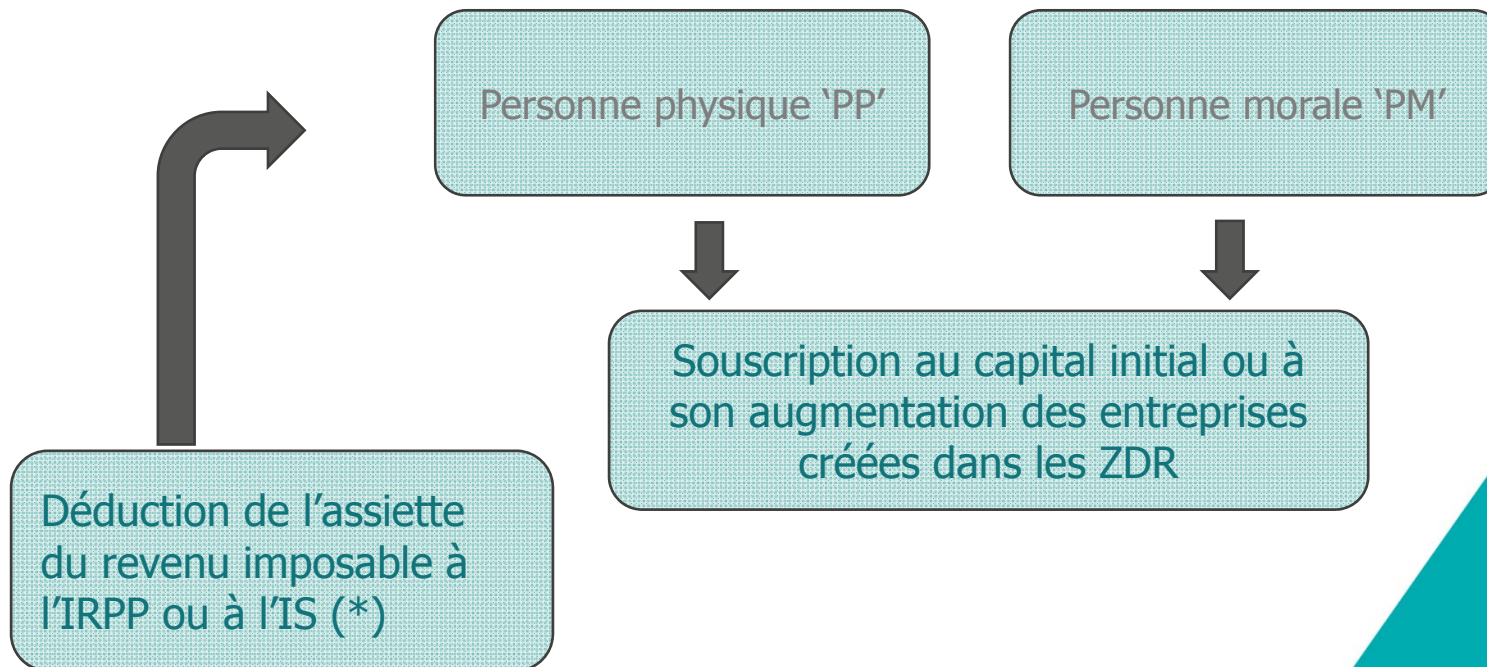 Personne physique ‘PP’
Personne morale ‘PM’
Souscription au capital initial ou à
son augmentation des entreprises
créées dans les ZDR
Déduction de l’assiette
du revenu imposable à
l’IRPP ou à l’IS (*)